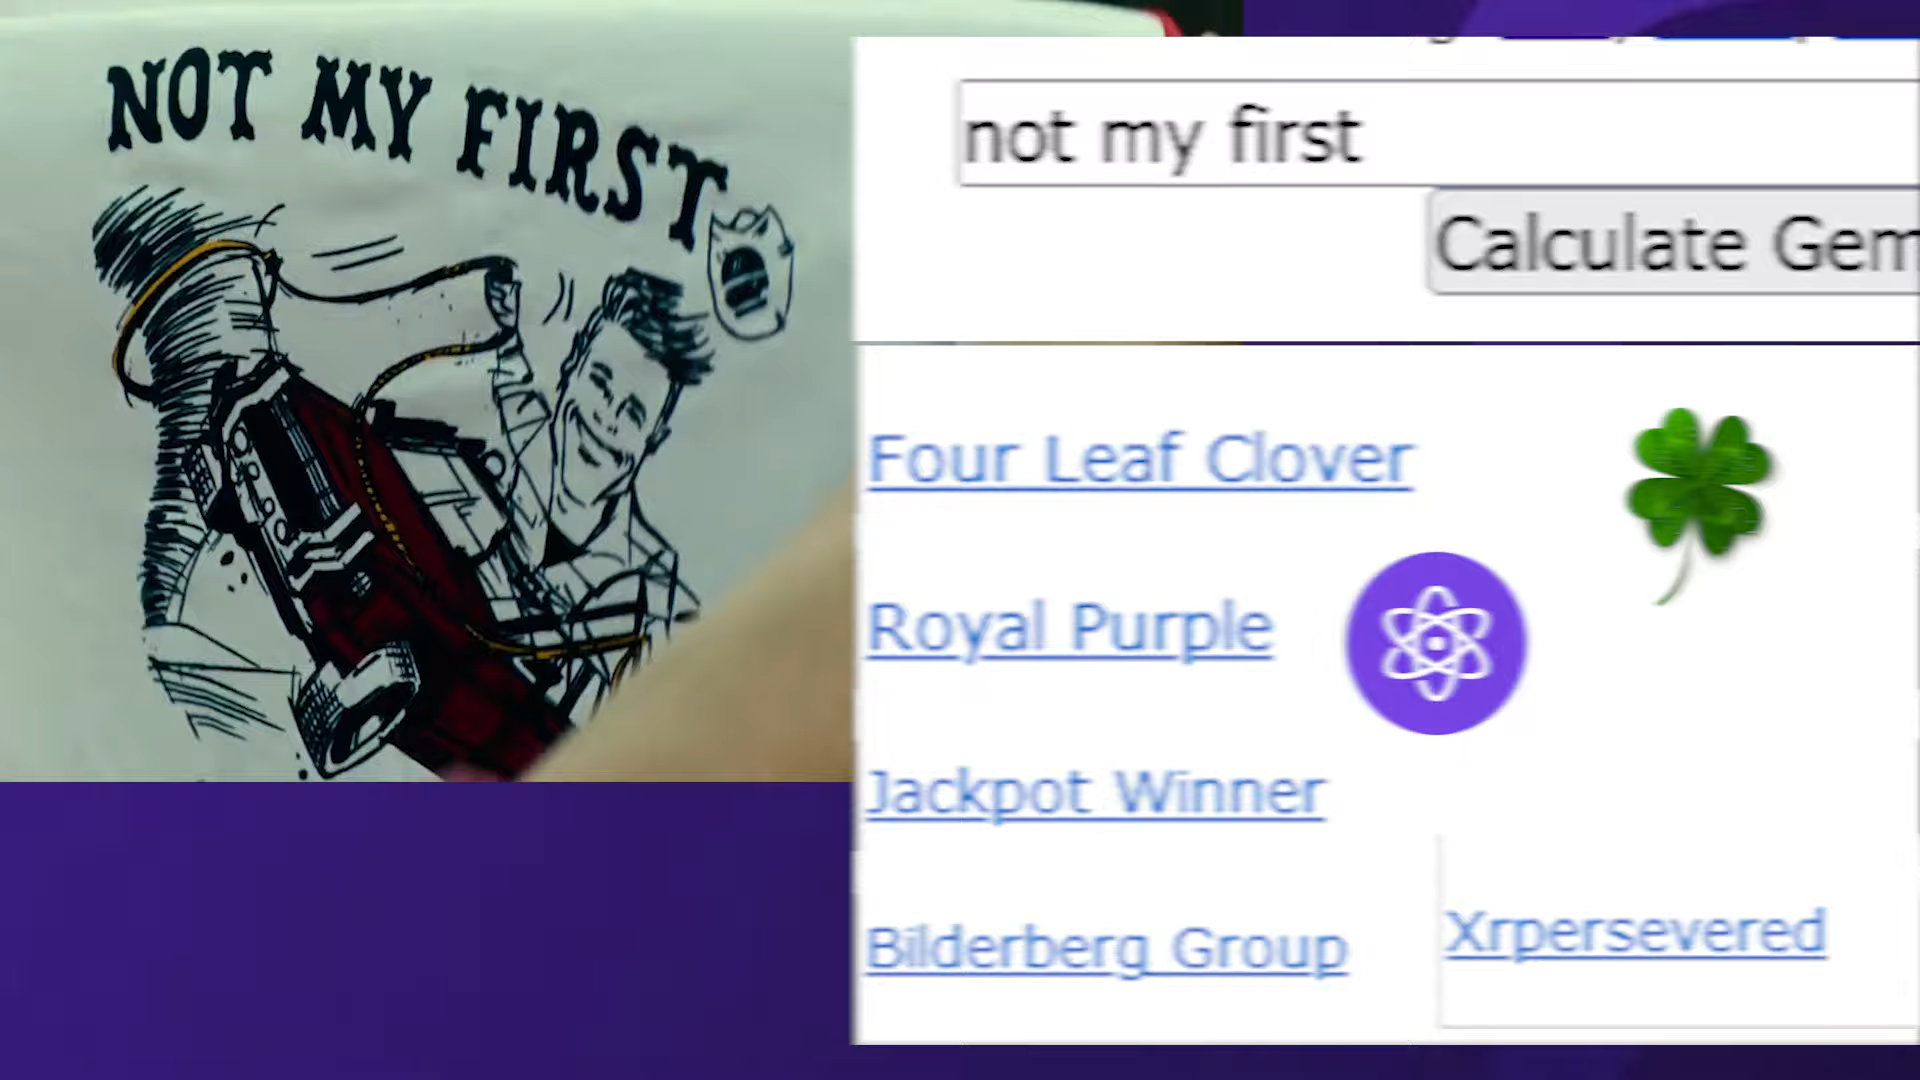 NOT MY FIRST
not my first
Calculate Gem
Four Leaf Clover
Royal Purple
Jackpot Winner
Bilderberg Group
Xrpersevered